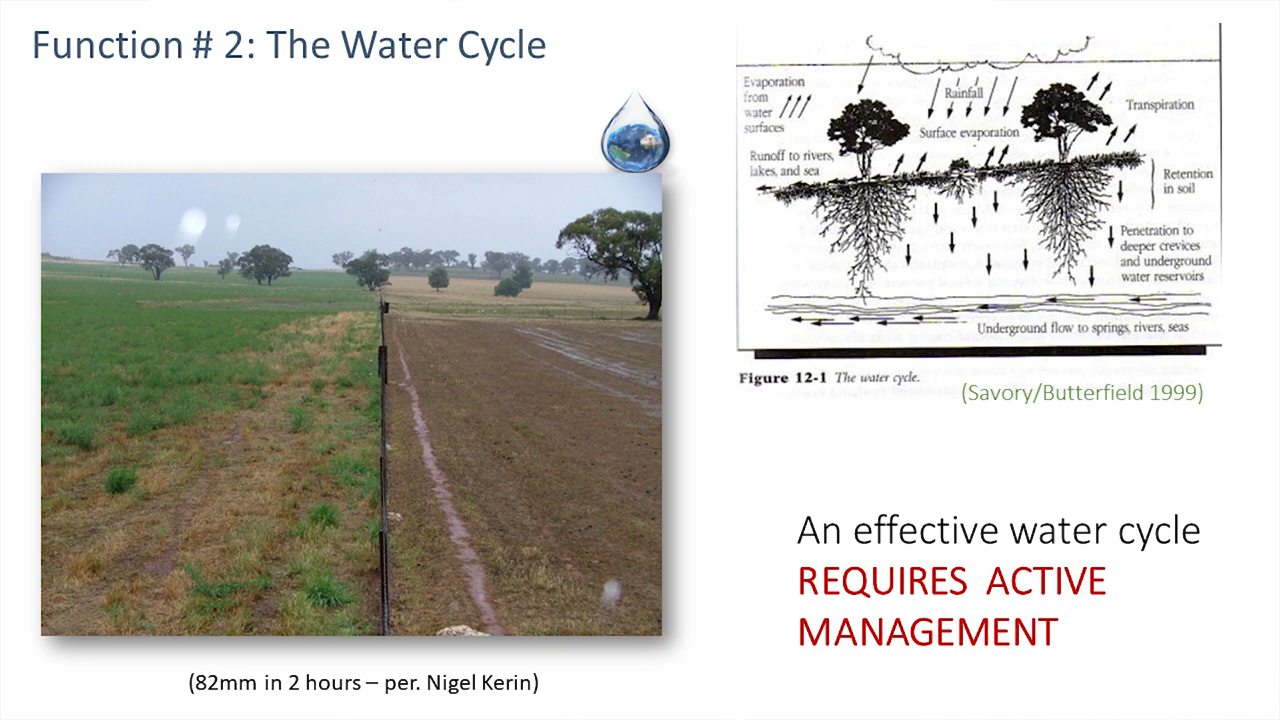 Function # 2: The Water Cycle
Evaporation
from
water
surfaces
Rainfall
Transpiration
Surface evaporation
Runoff to rivers,
lakes, and sea
Retention
in soil
Penetration to
deeper crevices
and underground
water reservoirs
Underground flow to springs, rivers, seas
Figure 12-1 The water cycle.
(Savory/Butterfield 1999)
An effective water cycle
REQUIRES ACTIVE
MANAGEMENT
(82mm in 2 hours – per. Nigel Kerin)